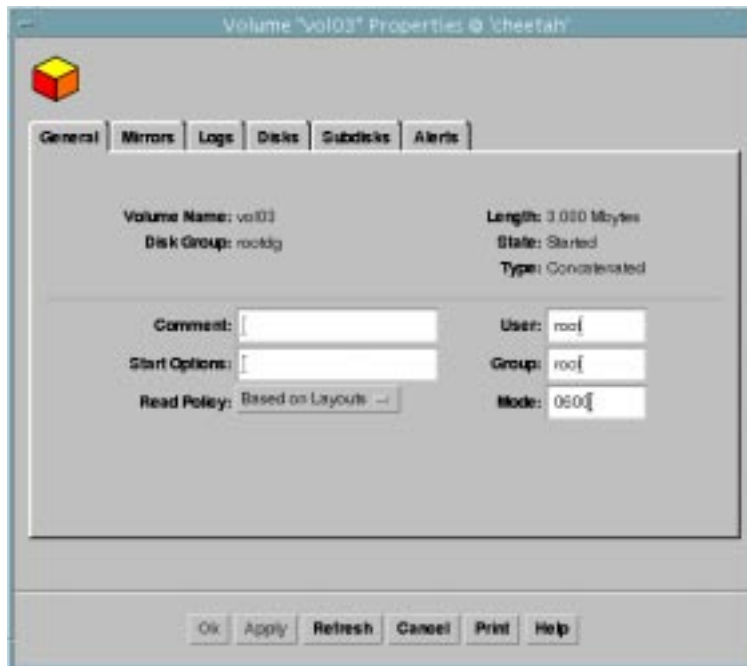 Volume "vol03" Properties @ 'cheetah'
General Mirrors Logs Disks Subdisks Alerts
Volume Name: vol03 Length: 3.000 Mbytes
Disk Group: rootdg State: Started
Type: Concatenated
Comment: User: root
Start Options: Group: root
Read Policy: Based on Layouts Mode: 0600
Ok Apply Refresh Cancel Print Help